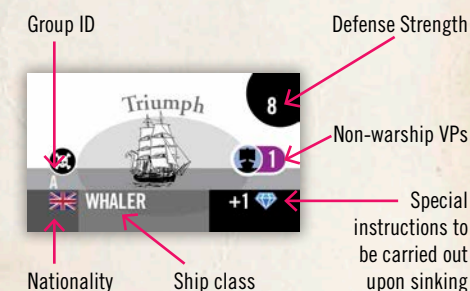 Group ID
Defense Strength
Triumph
8
Non-warship VPs
1
A
WHALER
+1
Special
instructions to
be carried out
upon sinking
Nationality
Ship class